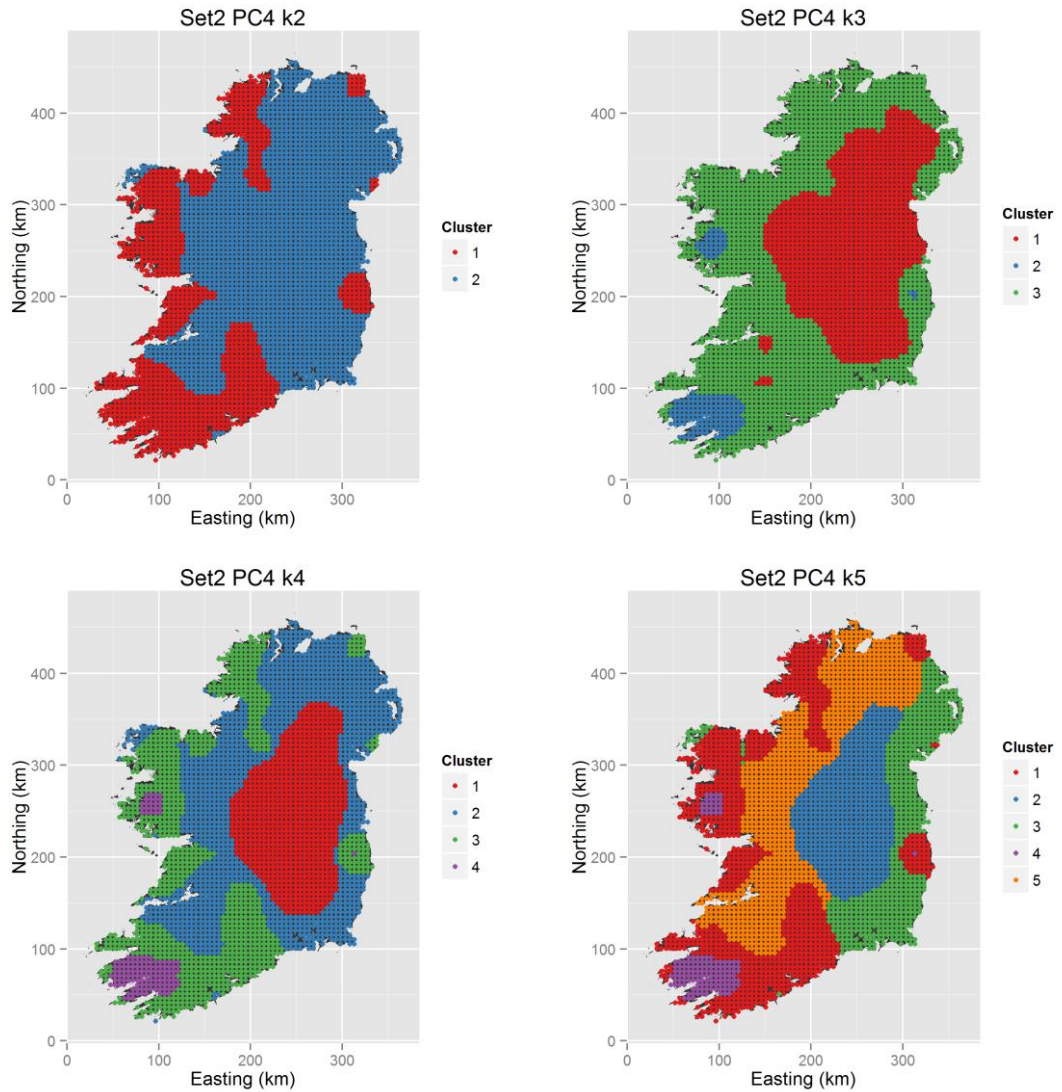 Set2 PC4 k2
400
300
200
100
0
0 100 200 300
Northing (km)
Easting (km)
Cluster
1
2
Set2 PC4 k3
400
300
200
100
0
0 100 200 300
Northing (km)
Easting (km)
Cluster
1
2
3
Set2 PC4 k4
400
300
200
100
0
0 100 200 300
Northing (km)
Easting (km)
Cluster
1
2
3
4
Set2 PC4 k5
400
300
200
100
0
0 100 200 300
Northing (km)
Easting (km)
Cluster
1
2
3
4
5